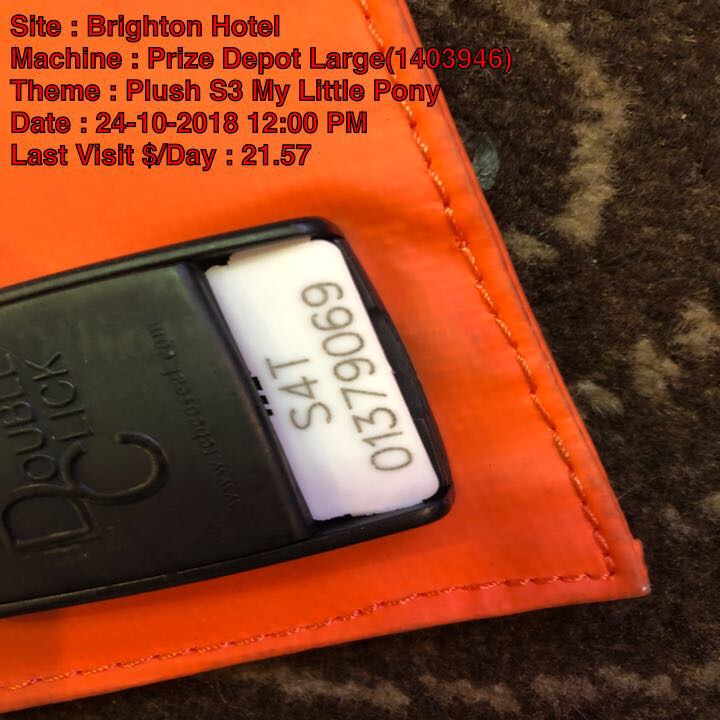 Site : Brighton Hotel
Machine : Prize Depot Large(1403946)
Theme : Plush S3 My Little Pony
Date : 24-10-2018 12:00 PM
Last Visit $/Day : 21.57
S4T
01379069
DOUBLE
CLICK